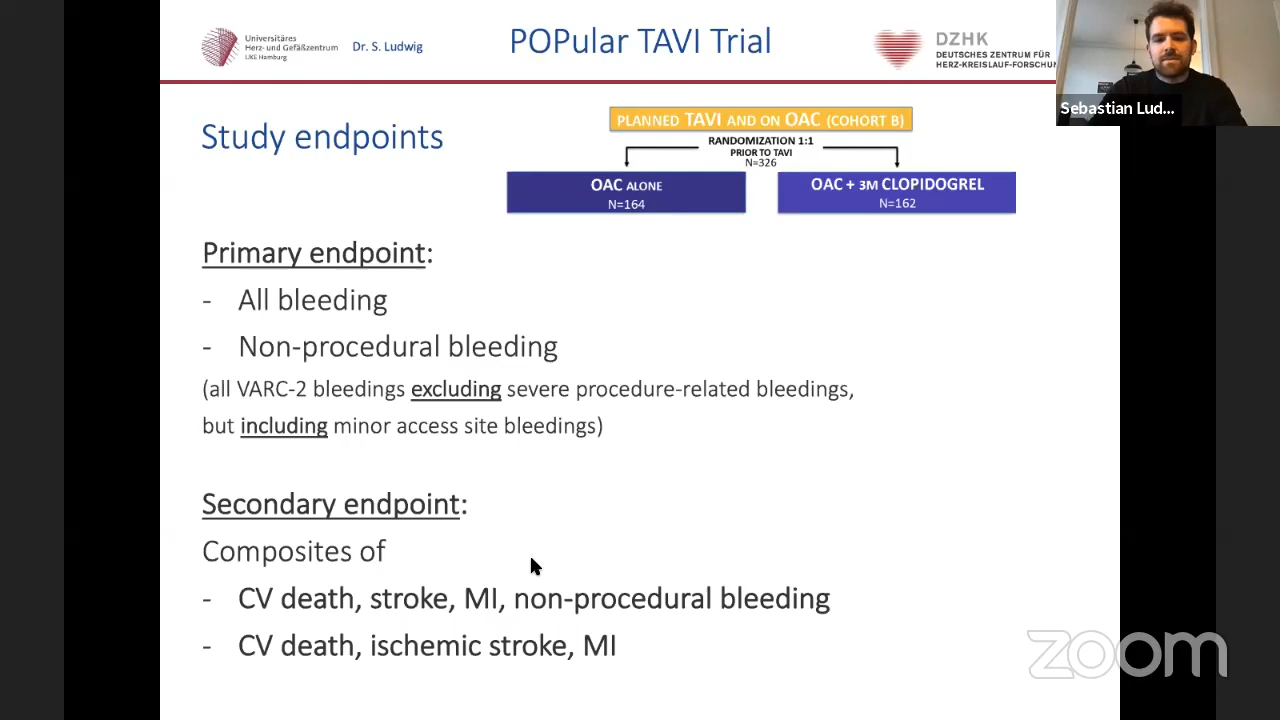 Universitäres
Herz- und Gefäßzentrum
UKE Hamburg
Dr. S. Ludwig
POPular TAVI Trial
DZHK
DEUTSCHES ZENTRUM FÜR
HERZ-KREISLAUF-FORSCHUN
Sebastian Lud...
Study endpoints
PLANNED TAVI AND ON OAC (COHORT B)
RANDOMIZATION 1:1
PRIOR TO TAVI
N=326
OAC ALONE
N=164
OAC + 3M CLOPIDOGREL
N=162
Primary endpoint:
- All bleeding
- Non-procedural bleeding
(all VARC-2 bleedings excluding severe procedure-related bleedings,
but including minor access site bleedings)
Secondary endpoint:
Composites of
- CV death, stroke, MI, non-procedural bleeding
- CV death, ischemic stroke, MI
zoom